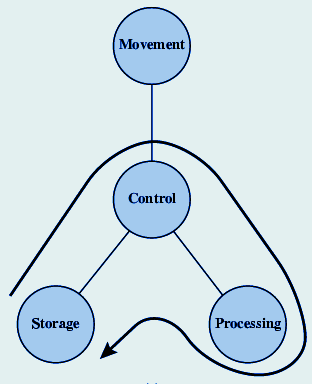 Movement
Control
Storage
Processing